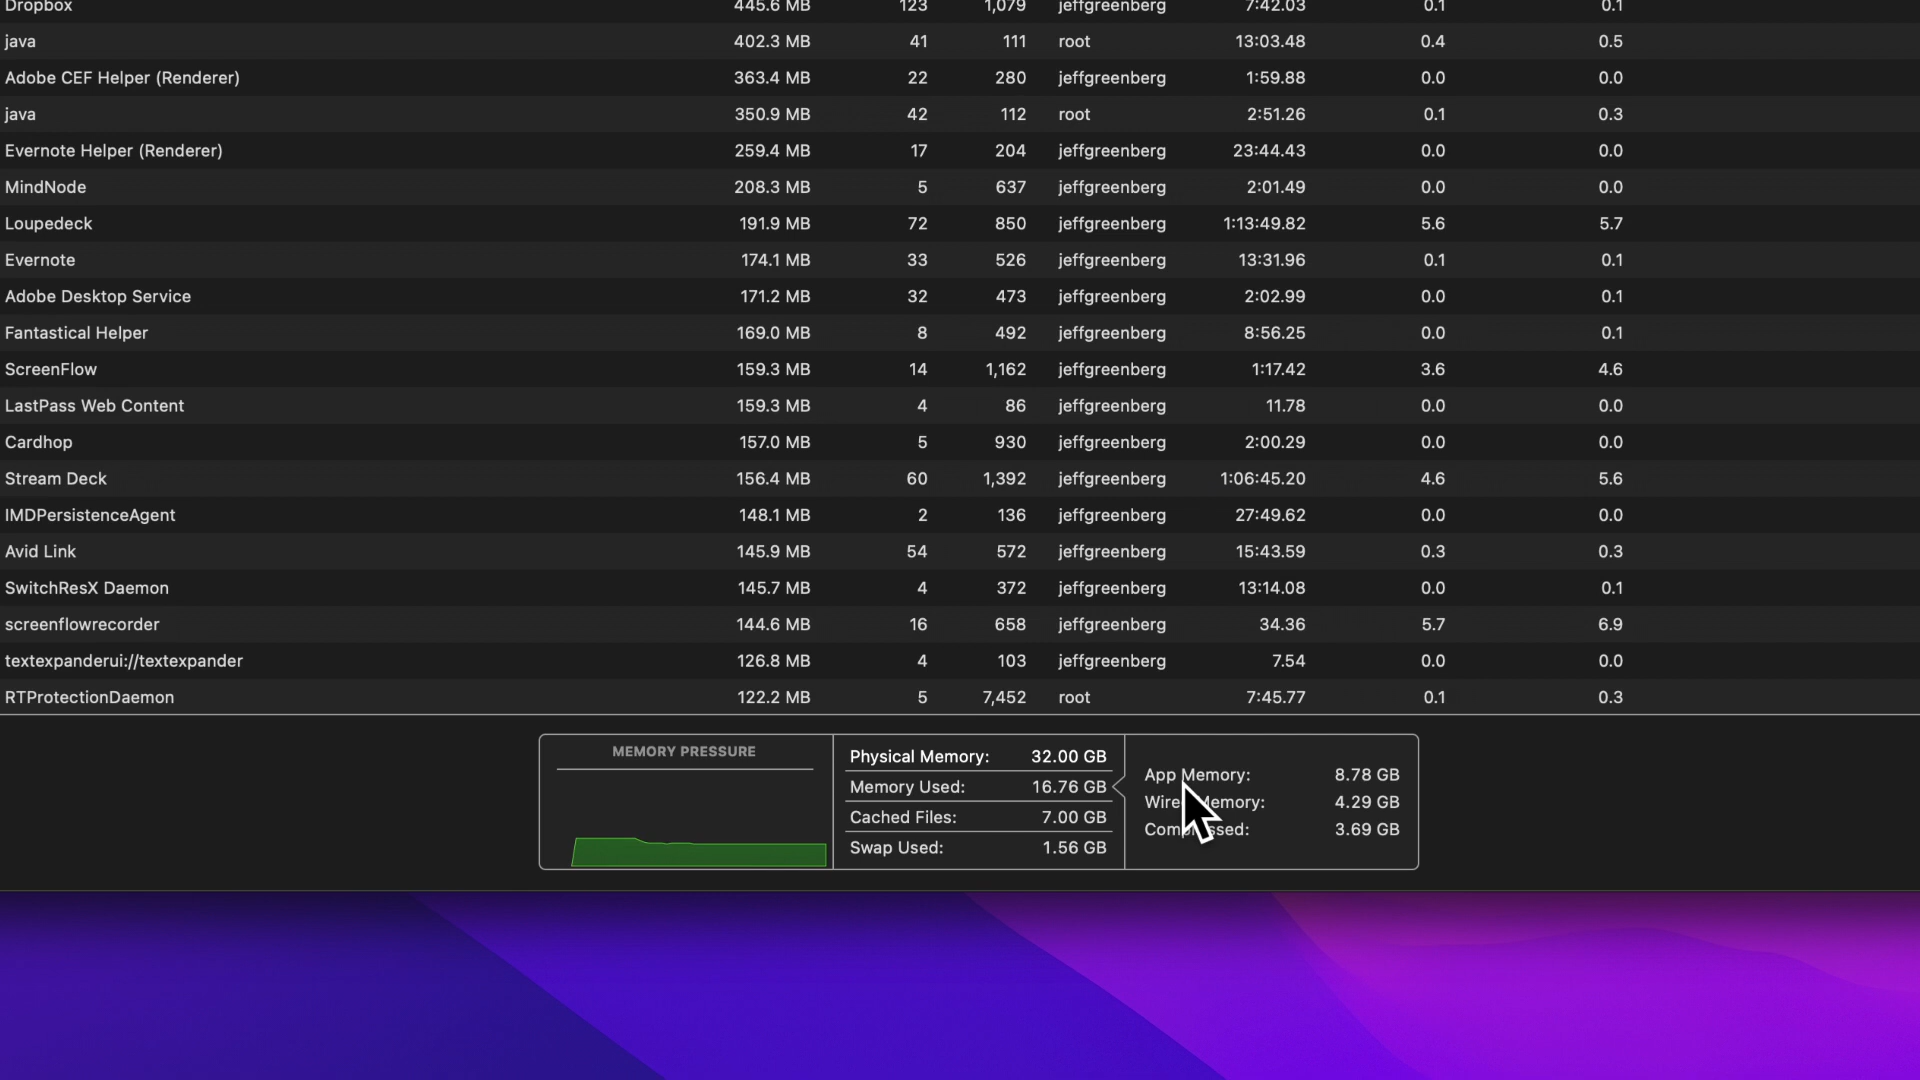 Dropbox 445.6 MB 123 1,079 jeffgreenberg 7:42.03 0.1 0.1
java 402.3 MB 41 111 root 13:03.48 0.4 0.5
Adobe CEF Helper (Renderer) 363.4 MB 22 280 jeffgreenberg 1:59.88 0.0 0.0
java 350.9 MB 42 112 root 2:51.26 0.1 0.3
Evernote Helper (Renderer) 259.4 MB 17 204 jeffgreenberg 23:44.43 0.0 0.0
MindNode 208.3 MB 5 637 jeffgreenberg 2:01.49 0.0 0.0
Loupedeck 191.9 MB 72 850 jeffgreenberg 1:13:49.82 5.6 5.7
Evernote 174.1 MB 33 526 jeffgreenberg 13:31.96 0.1 0.1
Adobe Desktop Service 171.2 MB 32 473 jeffgreenberg 2:02.99 0.0 0.1
Fantastical Helper 169.0 MB 8 492 jeffgreenberg 8:56.25 0.0 0.1
ScreenFlow 159.3 MB 14 1,162 jeffgreenberg 1:17.42 3.6 4.6
LastPass Web Content 159.3 MB 4 86 jeffgreenberg 11.78 0.0 0.0
Cardhop 157.0 MB 5 930 jeffgreenberg 2:00.29 0.0 0.0
Stream Deck 156.4 MB 60 1,392 jeffgreenberg 1:06:45.20 4.6 5.6
IMDPersistenceAgent 148.1 MB 2 136 jeffgreenberg 27:49.62 0.0 0.0
Avid Link 145.9 MB 54 572 jeffgreenberg 15:43.59 0.3 0.3
SwitchResX Daemon 145.7 MB 4 372 jeffgreenberg 13:14.08 0.0 0.1
screenflowrecorder 144.6 MB 16 658 jeffgreenberg 34.36 5.7 6.9
textexpanderui://textexpander 126.8 MB 4 103 jeffgreenberg 7.54 0.0 0.0
RTProtectionDaemon 122.2 MB 5 7,452 root 7:45.77 0.1 0.3
MEMORY PRESSURE
Physical Memory: 32.00 GB
Memory Used: 16.76 GB
Cached Files: 7.00 GB
Swap Used: 1.56 GB
App Memory: 8.78 GB
Memory: 4.29 GB
3.69 GB